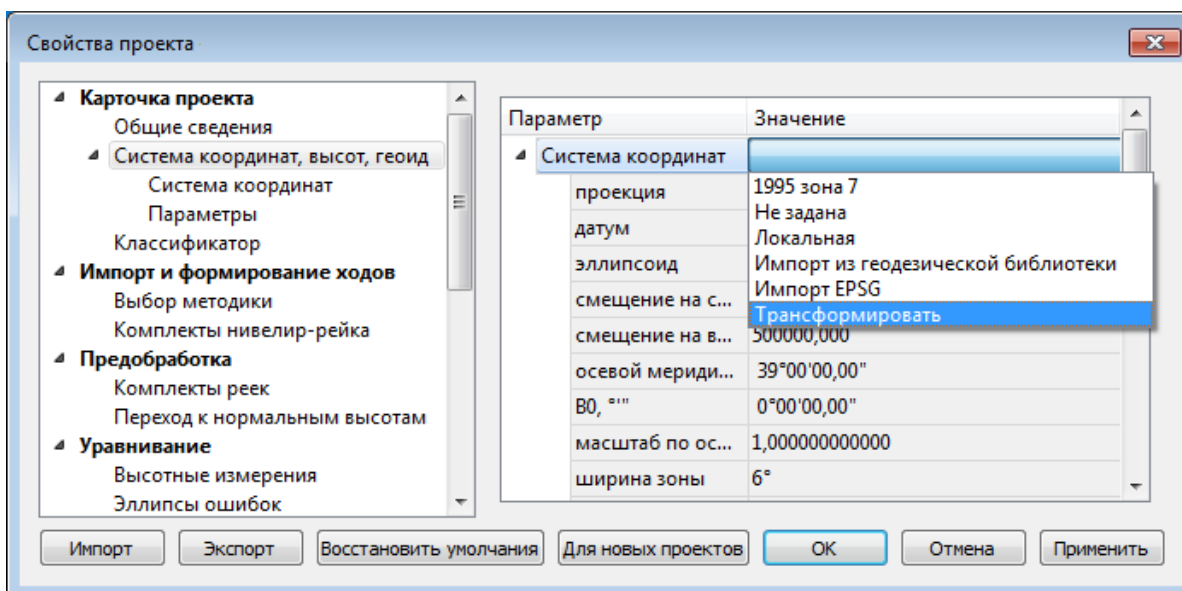 Свойства проекта
Карточка проекта
Общие сведения
Система координат, высот, геоид
Система координат
Параметры
Классификатор
Импорт и формирование ходов
Выбор методики
Комплекты нивелир-рейка
Предобработка
Комплекты реек
Переход к нормальным высотам
Уравнивание
Высотные измерения
Эллипсы ошибок
Параметр Значение
Система координат
проекция
датум
эллипсоид
смещение на с...
смещение на в... 500000,000
осевой мериди... 39°00'00,00"
B0, °'" 0°00'00,00"
масштаб по ос... 1,000000000000
ширина зоны 6°
1995 зона 7
Не задана
Локальная
Импорт из геодезической библиотеки
Импорт EPSG
Трансформировать
Импорт Экспорт Восстановить умолчания Для новых проектов ОК Отмена Применить